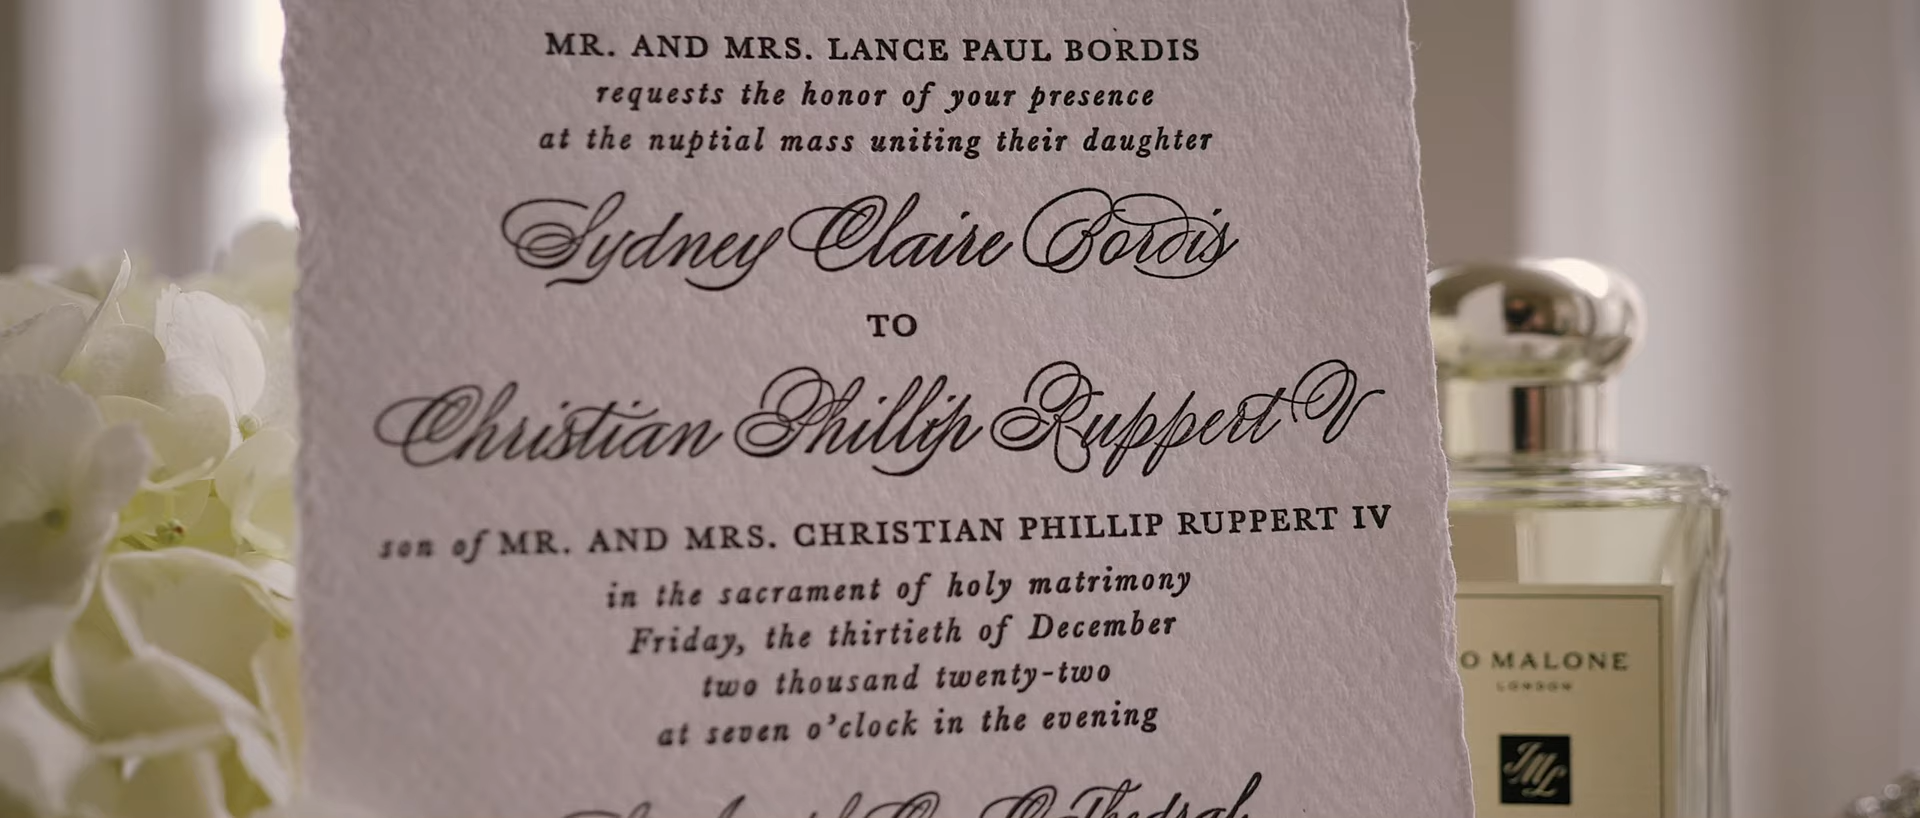 MR. AND MRS. LANCE PAUL BORDIS
requests the honor of your presence
at the nuptial mass uniting their daughter
Sydney Claire Bordis
TO
Christian Phillip Ruppert V
son of MR. AND MRS. CHRISTIAN PHILLIP RUPPERT IV
in the sacrament of holy matrimony
Friday, the thirtieth of December
two thousand twenty-two
at seven o'clock in the evening
Cathedral
O MALONE
LONDON
JML